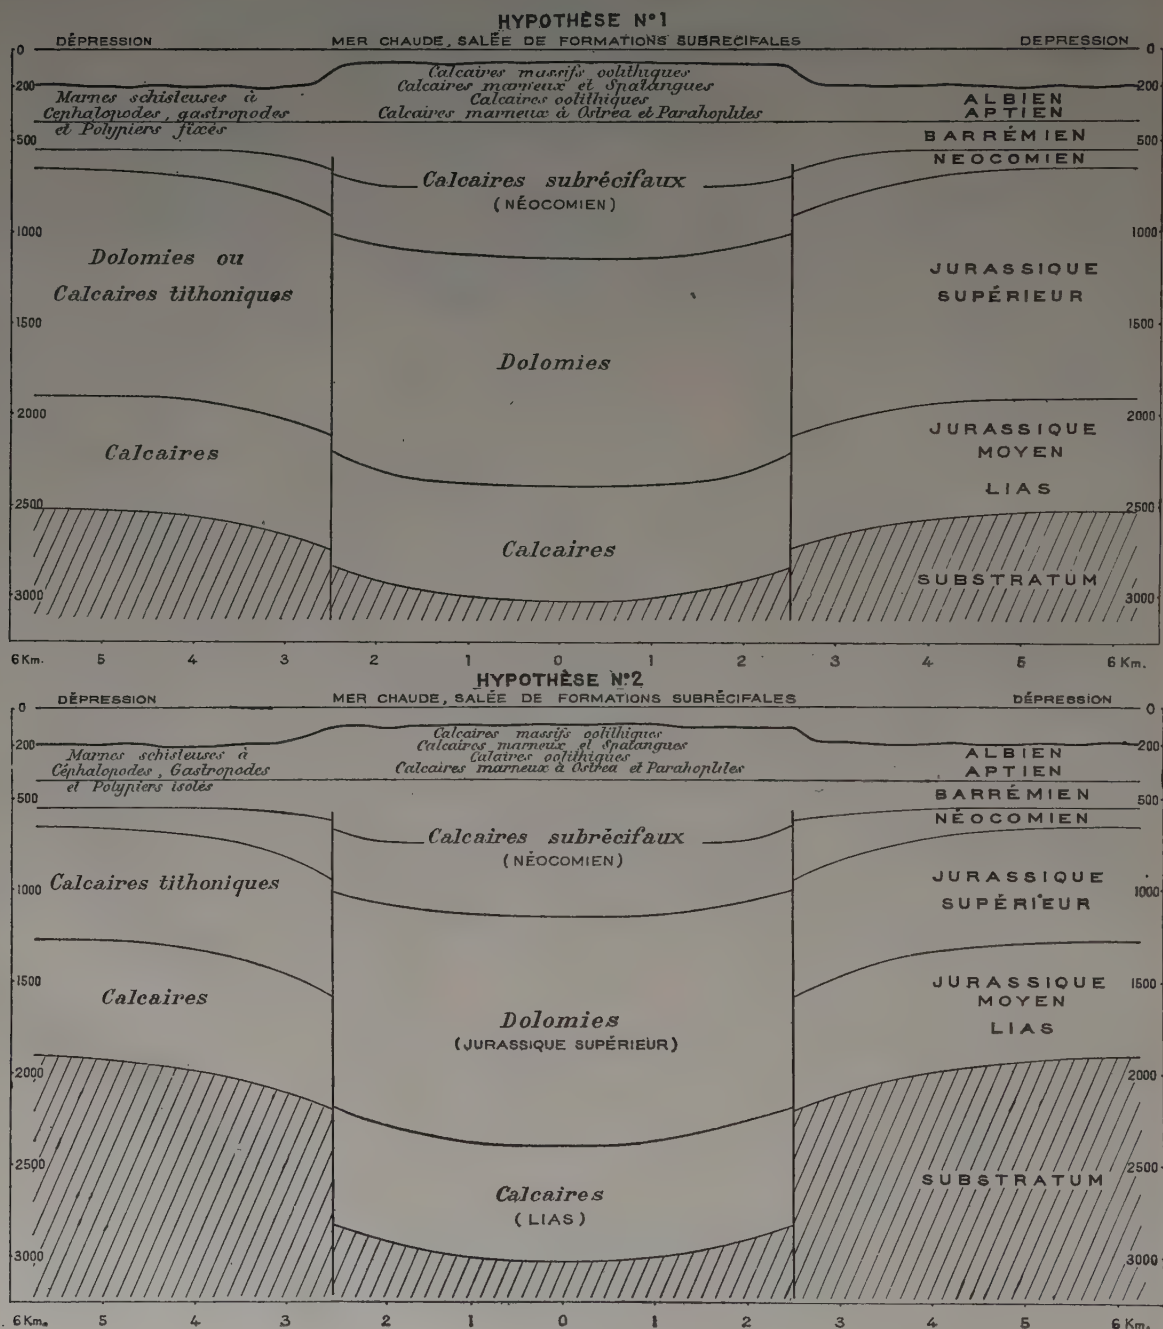 HYPOTHÈSE Nº1
DÉPRESSION MER CHAUDE, SALÉE DE FORMATIONS SUBRECIFALES DEPRESSION
0 0
Calcaires massifs oolithiques
Calcaires marneux et Spatangues
Calcaires oolithiques
Calcaires marneux à Ostrea et Parahoplites
200 200
Marnes schisteuses à
Cephalopodes, gastropodes
et Polypiers fixés
ALBIEN
APTIEN
500 BARRÉMIEN 500
NEOCOMIEN
Calcaires subrécifaux
(NÉOCOMIEN)
1000 1000
Dolomies ou
Calcaires tithoniques
JURASSIQUE
SUPÉRIEUR
1500 1500
Dolomies
2000 2000
Calcaires
JURASSIQUE
MOYEN
LIAS
2500 2500
Calcaires
SUBSTRATUM
3000 3000
6 Km. 5 4 3 2 1 0 1 2 3 4 5 6 Km.
HYPOTHÈSE Nº2
DÉPRESSION MER CHAUDE, SALÉE DE FORMATIONS SUBRÉCIFALES DÉPRESSION
0 0
Calcaires massifs oolithiques
Calcaires marneux et Spatangues
Calaires oolithiques
Calcaires marneux à Ostrea et Parahoplites
200 200
Marnes schisteuses à
Céphalopodes, Gastropodes
et Polypiers isolés
ALBIEN
APTIEN
500 BARRÉMIEN 500
NÉOCOMIEN
Calcaires subrécifaux
(NÉOCOMIEN)
Calcaires tithoniques
1000 1000
JURASSIQUE
SUPÉRIEUR
1500 1500
Calcaires
JURASSIQUE
MOYEN
LIAS
Dolomies
(JURASSIQUE SUPÉRIEUR)
2000 2000
2500 2500
SUBSTRATUM
Calcaires
(LIAS)
3000 3000
6 Km. 5 4 3 2 1 0 1 2 3 4 5 6 Km.